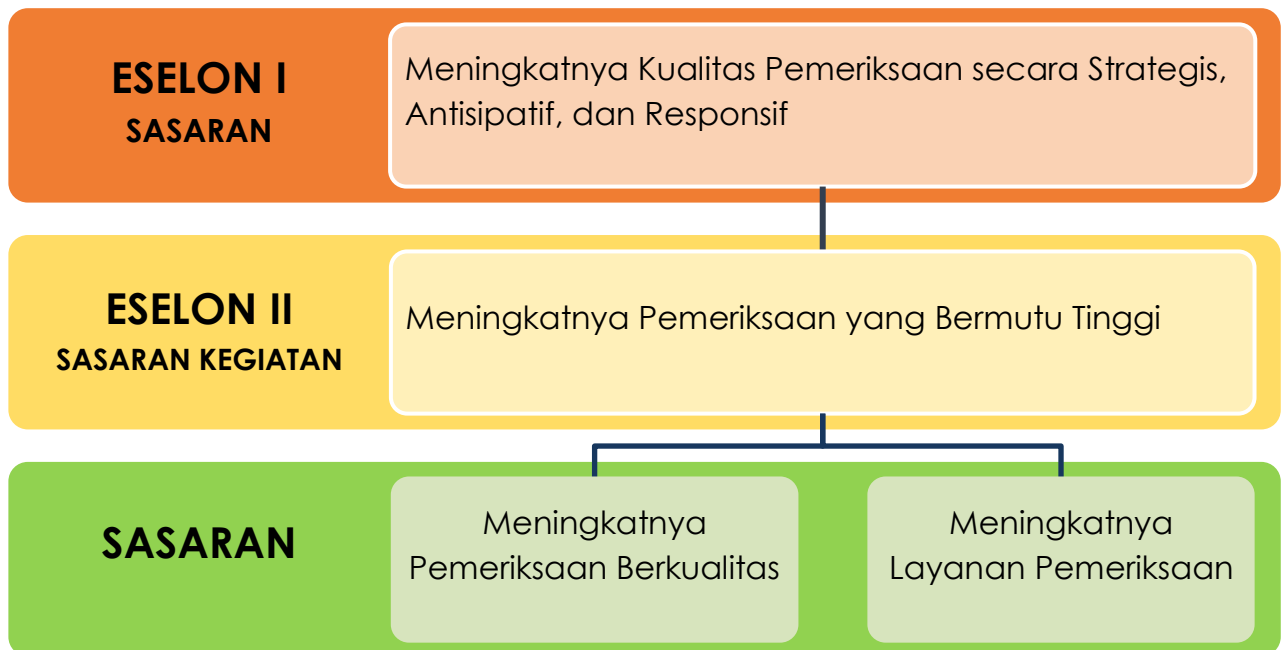 ESELON I
SASARAN
Meningkatnya Kualitas Pemeriksaan secara Strategis,
Antisipatif, dan Responsif
ESELON II
SASARAN KEGIATAN
Meningkatnya Pemeriksaan yang Bermutu Tinggi
SASARAN
Meningkatnya
Pemeriksaan Berkualitas
Meningkatnya
Layanan Pemeriksaan